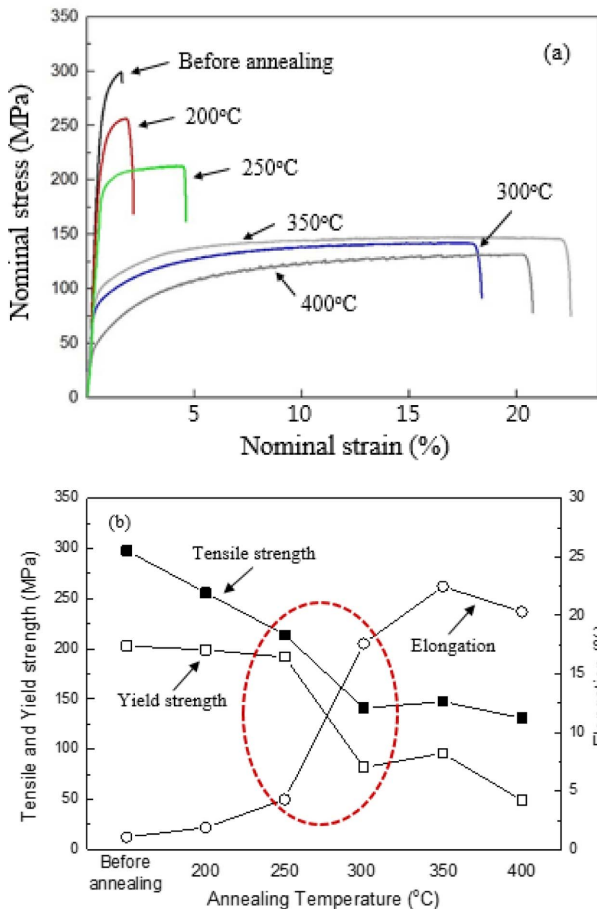 (a)
350
300
250
200
150
100
50
0
Nominal stress (MPa)
Before annealing
200°C
250°C
350°C
300°C
400°C
5
10
15
20
Nominal strain (%)
(b)
350
300
250
200
150
100
50
0
Tensile and Yield strength (MPa)
Tensile strength
Yield strength
Elongation
30
25
20
15
10
5
0
(%)
Before
annealing
200
250
300
350
400
Annealing Temperature (°C)